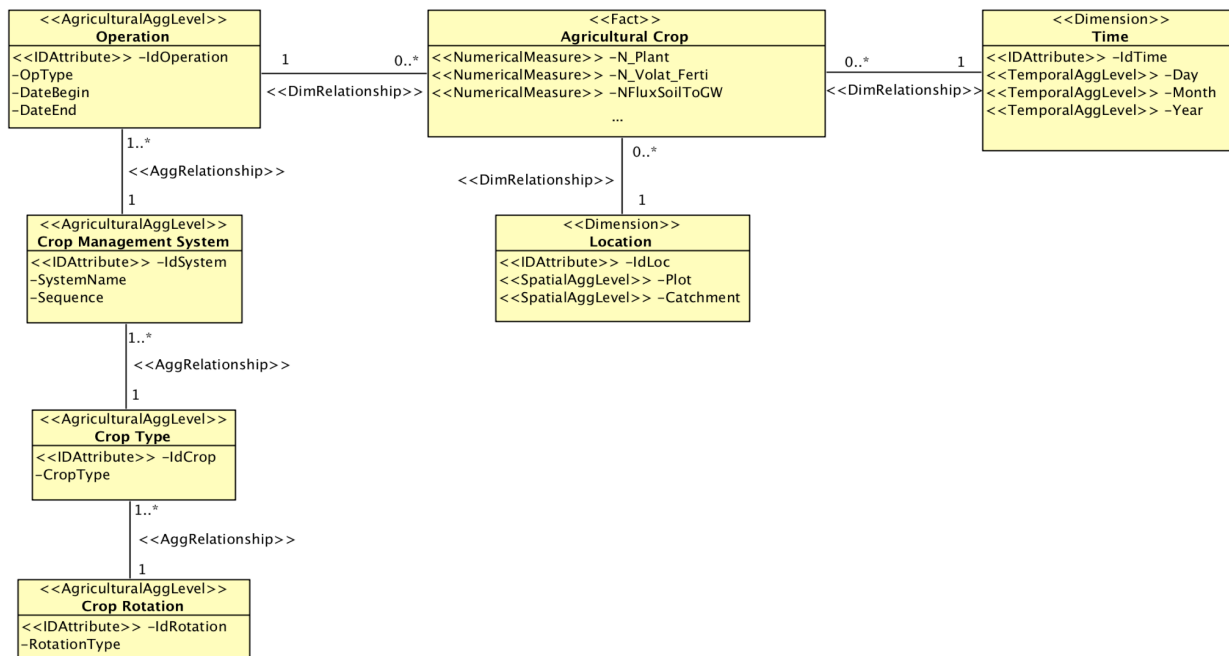 <<AgriculturalAggLevel>>
Operation
<<IDAttribute>> -IdOperation
-OpType
-DateBegin
-DateEnd
1
0..*
<<DimRelationship>>
<<Fact>>
Agricultural Crop
<<NumericalMeasure>> -N_Plant
<<NumericalMeasure>> -N_Volat_Ferti
<<NumericalMeasure>> -NFluxSoilToGW
...
0..*
1
<<DimRelationship>>
<<Dimension>>
Time
<<IDAttribute>> -IdTime
<<TemporalAggLevel>> -Day
<<TemporalAggLevel>> -Month
<<TemporalAggLevel>> -Year
1..*
<<AggRelationship>>
1
0..*
<<DimRelationship>>
1
<<AgriculturalAggLevel>>
Crop Management System
<<IDAttribute>> -IdSystem
-SystemName
-Sequence
<<Dimension>>
Location
<<IDAttribute>> -IdLoc
<<SpatialAggLevel>> -Plot
<<SpatialAggLevel>> -Catchment
1..*
<<AggRelationship>>
1
<<AgriculturalAggLevel>>
Crop Type
<<IDAttribute>> -IdCrop
-CropType
1..*
<<AggRelationship>>
1
<<AgriculturalAggLevel>>
Crop Rotation
<<IDAttribute>> -IdRotation
-RotationType